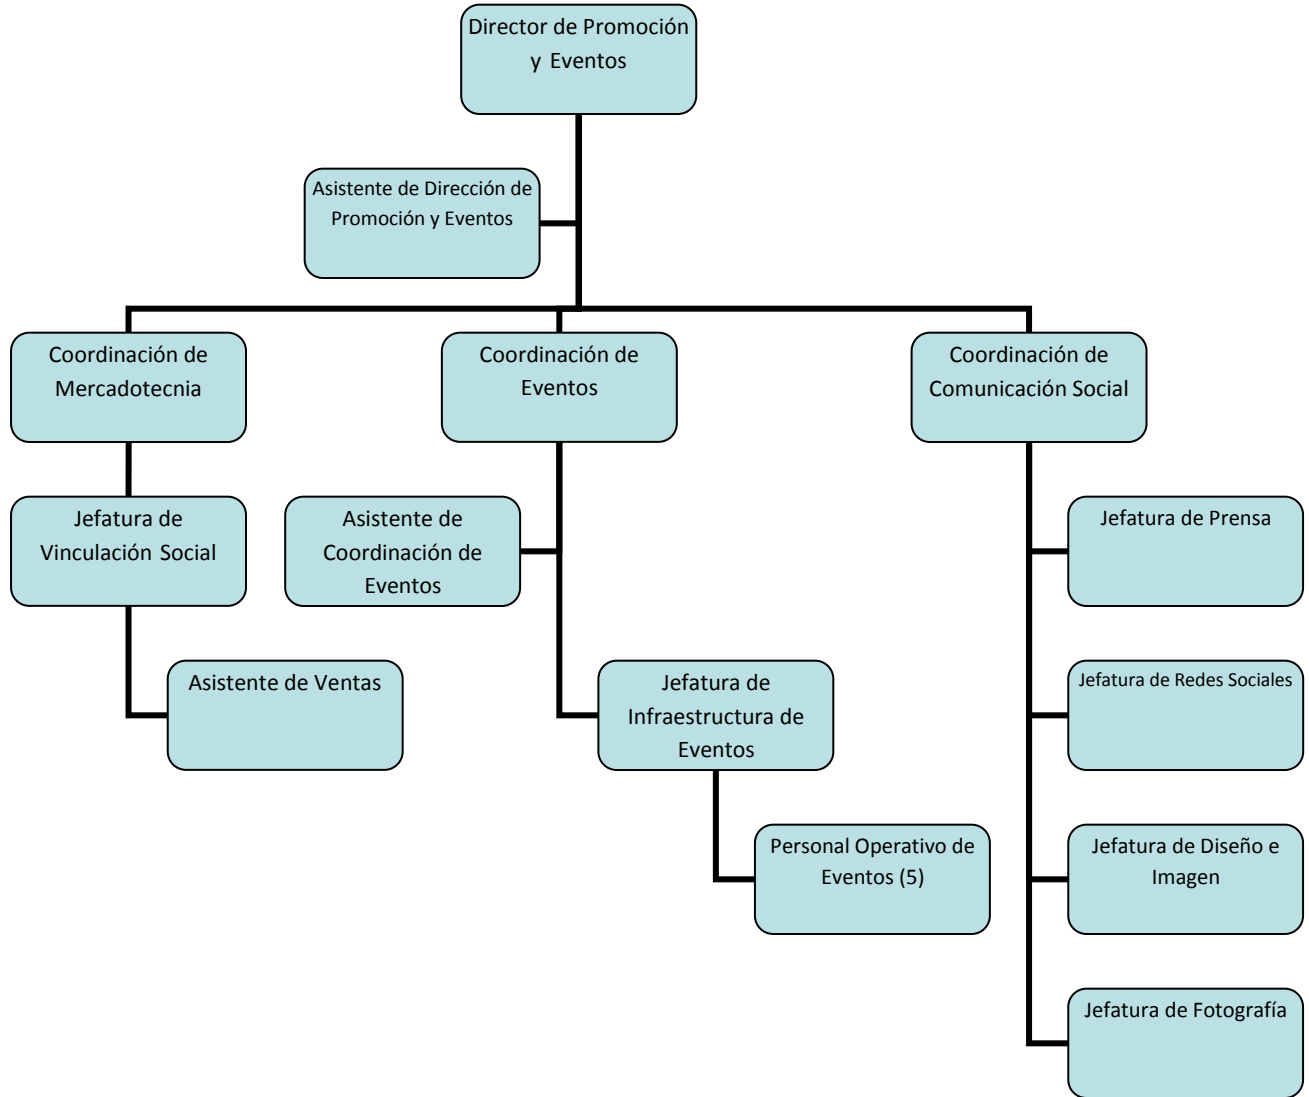 Director de Promoción
y Eventos
Asistente de Dirección de
Promoción y Eventos
Coordinación de
Mercadotecnia
Coordinación de
Eventos
Coordinación de
Comunicación Social
Jefatura de
Vinculación Social
Asistente de
Coordinación de
Eventos
Jefatura de Prensa
Asistente de Ventas
Jefatura de
Infraestructura de
Eventos
Jefatura de Redes Sociales
Personal Operativo de
Eventos (5)
Jefatura de Diseño e
Imagen
Jefatura de Fotografía